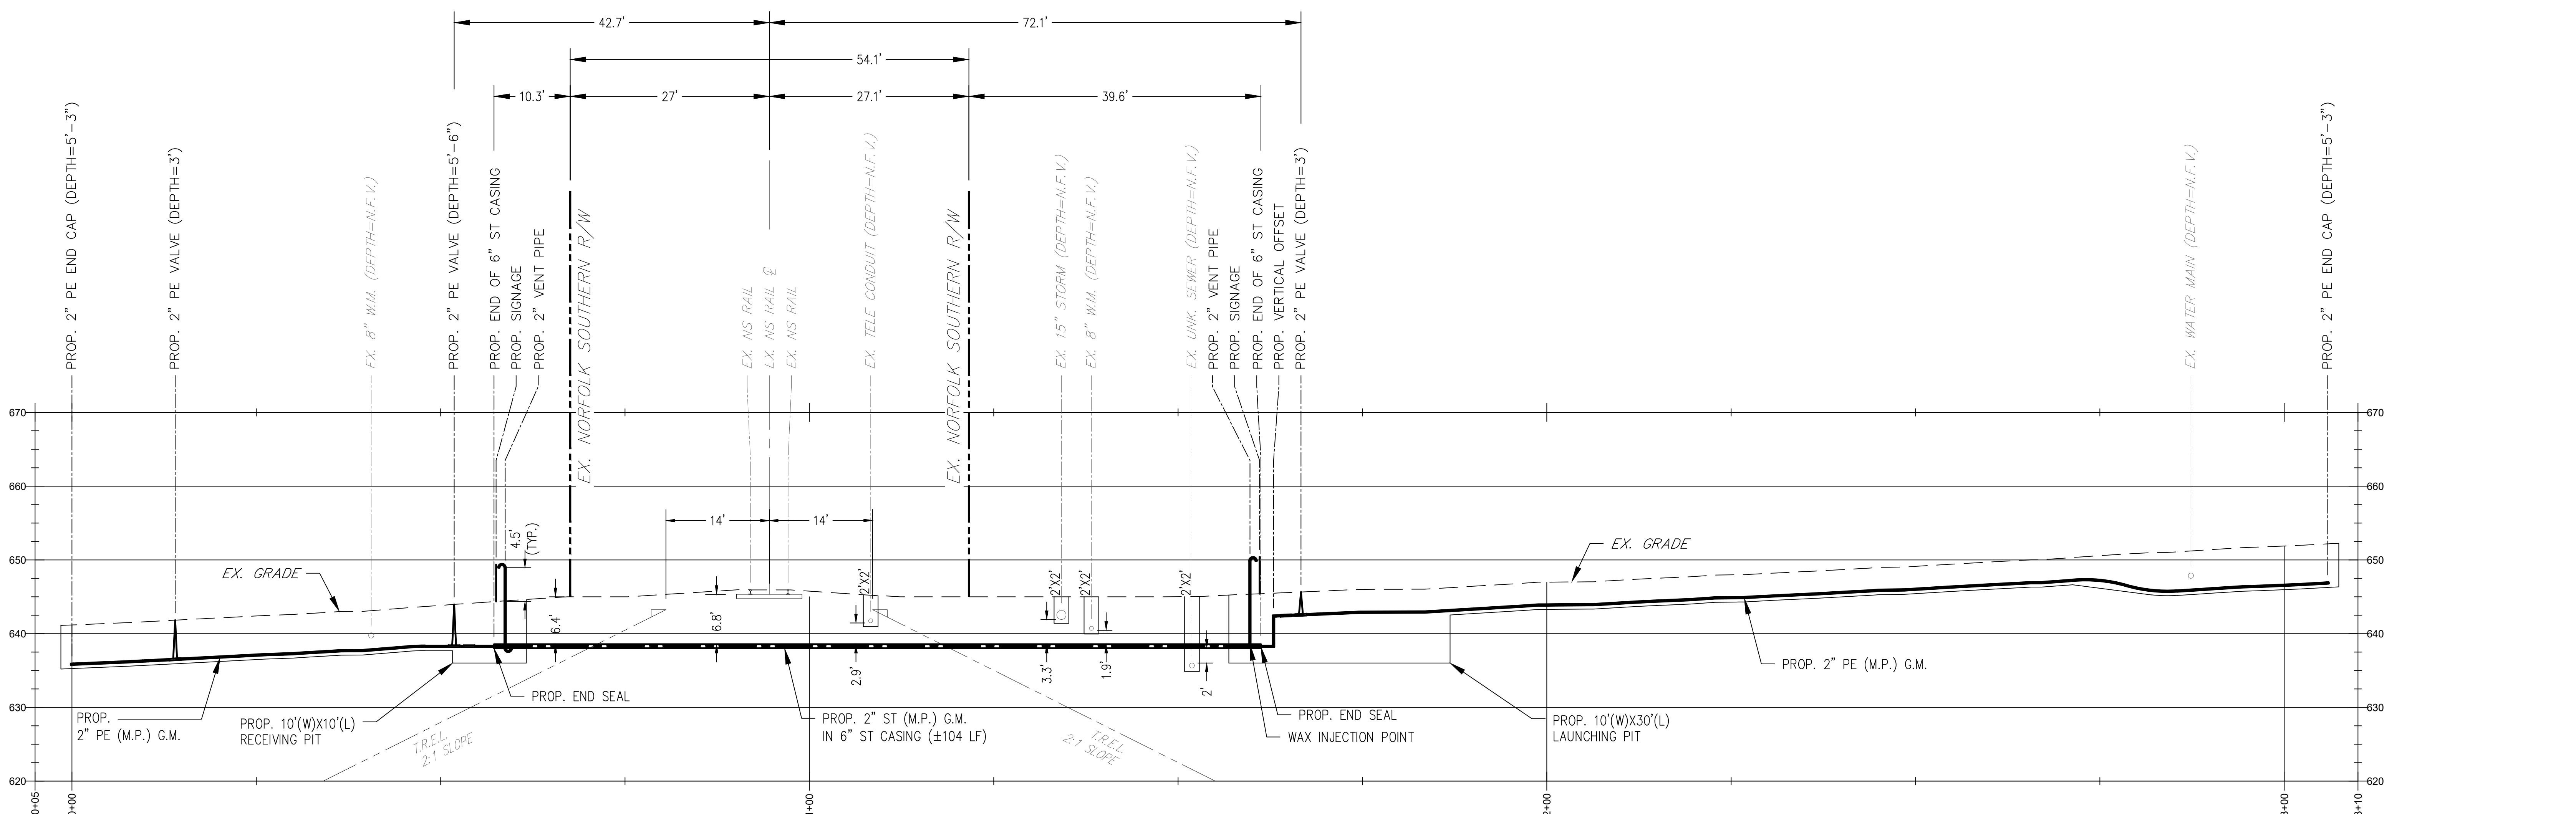 42.7'
72.1'
54.1'
10.3'
27'
27.1'
39.6'
PROP. 2" PE END CAP (DEPTH=5'-3")
PROP. 2" PE VALVE (DEPTH=3')
EX. 8" W.M. (DEPTH=N.F.V.)
PROP. 2" PE VALVE (DEPTH=5'-6")
PROP. END OF 6" ST CASING
PROP. SIGNAGE
PROP. 2" VENT PIPE
EX. NORFOLK SOUTHERN R/W
EX. NS RAIL
EX. NS RAIL ℄
EX. NS RAIL
EX. TELE CONDUIT (DEPTH=N.F.V.)
EX. NORFOLK SOUTHERN R/W
EX. 15" STORM (DEPTH=N.F.V.)
EX. 8" W.M. (DEPTH=N.F.V.)
EX. UNK. SEWER (DEPTH=N.F.V.)
PROP. 2" VENT PIPE
PROP. SIGNAGE
PROP. END OF 6" ST CASING
PROP. VERTICAL OFFSET
PROP. 2" PE VALVE (DEPTH=3')
EX. WATER MAIN (DEPTH=N.F.V.)
PROP. 2" PE END CAP (DEPTH=5'-3")
670
670
660
660
650
650
640
640
630
630
620
620
4.5'
(TYP.)
14'
14'
EX. GRADE
EX. GRADE
6.4'
6.8'
2'X2'
2'X2'
2'X2'
2'X2'
2.9'
3.3'
1.9'
2'
PROP.
2" PE (M.P.) G.M.
PROP. 10'(W)X10'(L)
RECEIVING PIT
PROP. END SEAL
T.R.E.L.
2:1 SLOPE
PROP. 2" ST (M.P.) G.M.
IN 6" ST CASING (±104 LF)
T.R.E.L.
2:1 SLOPE
PROP. END SEAL
WAX INJECTION POINT
PROP. 10'(W)X30'(L)
LAUNCHING PIT
PROP. 2" PE (M.P.) G.M.